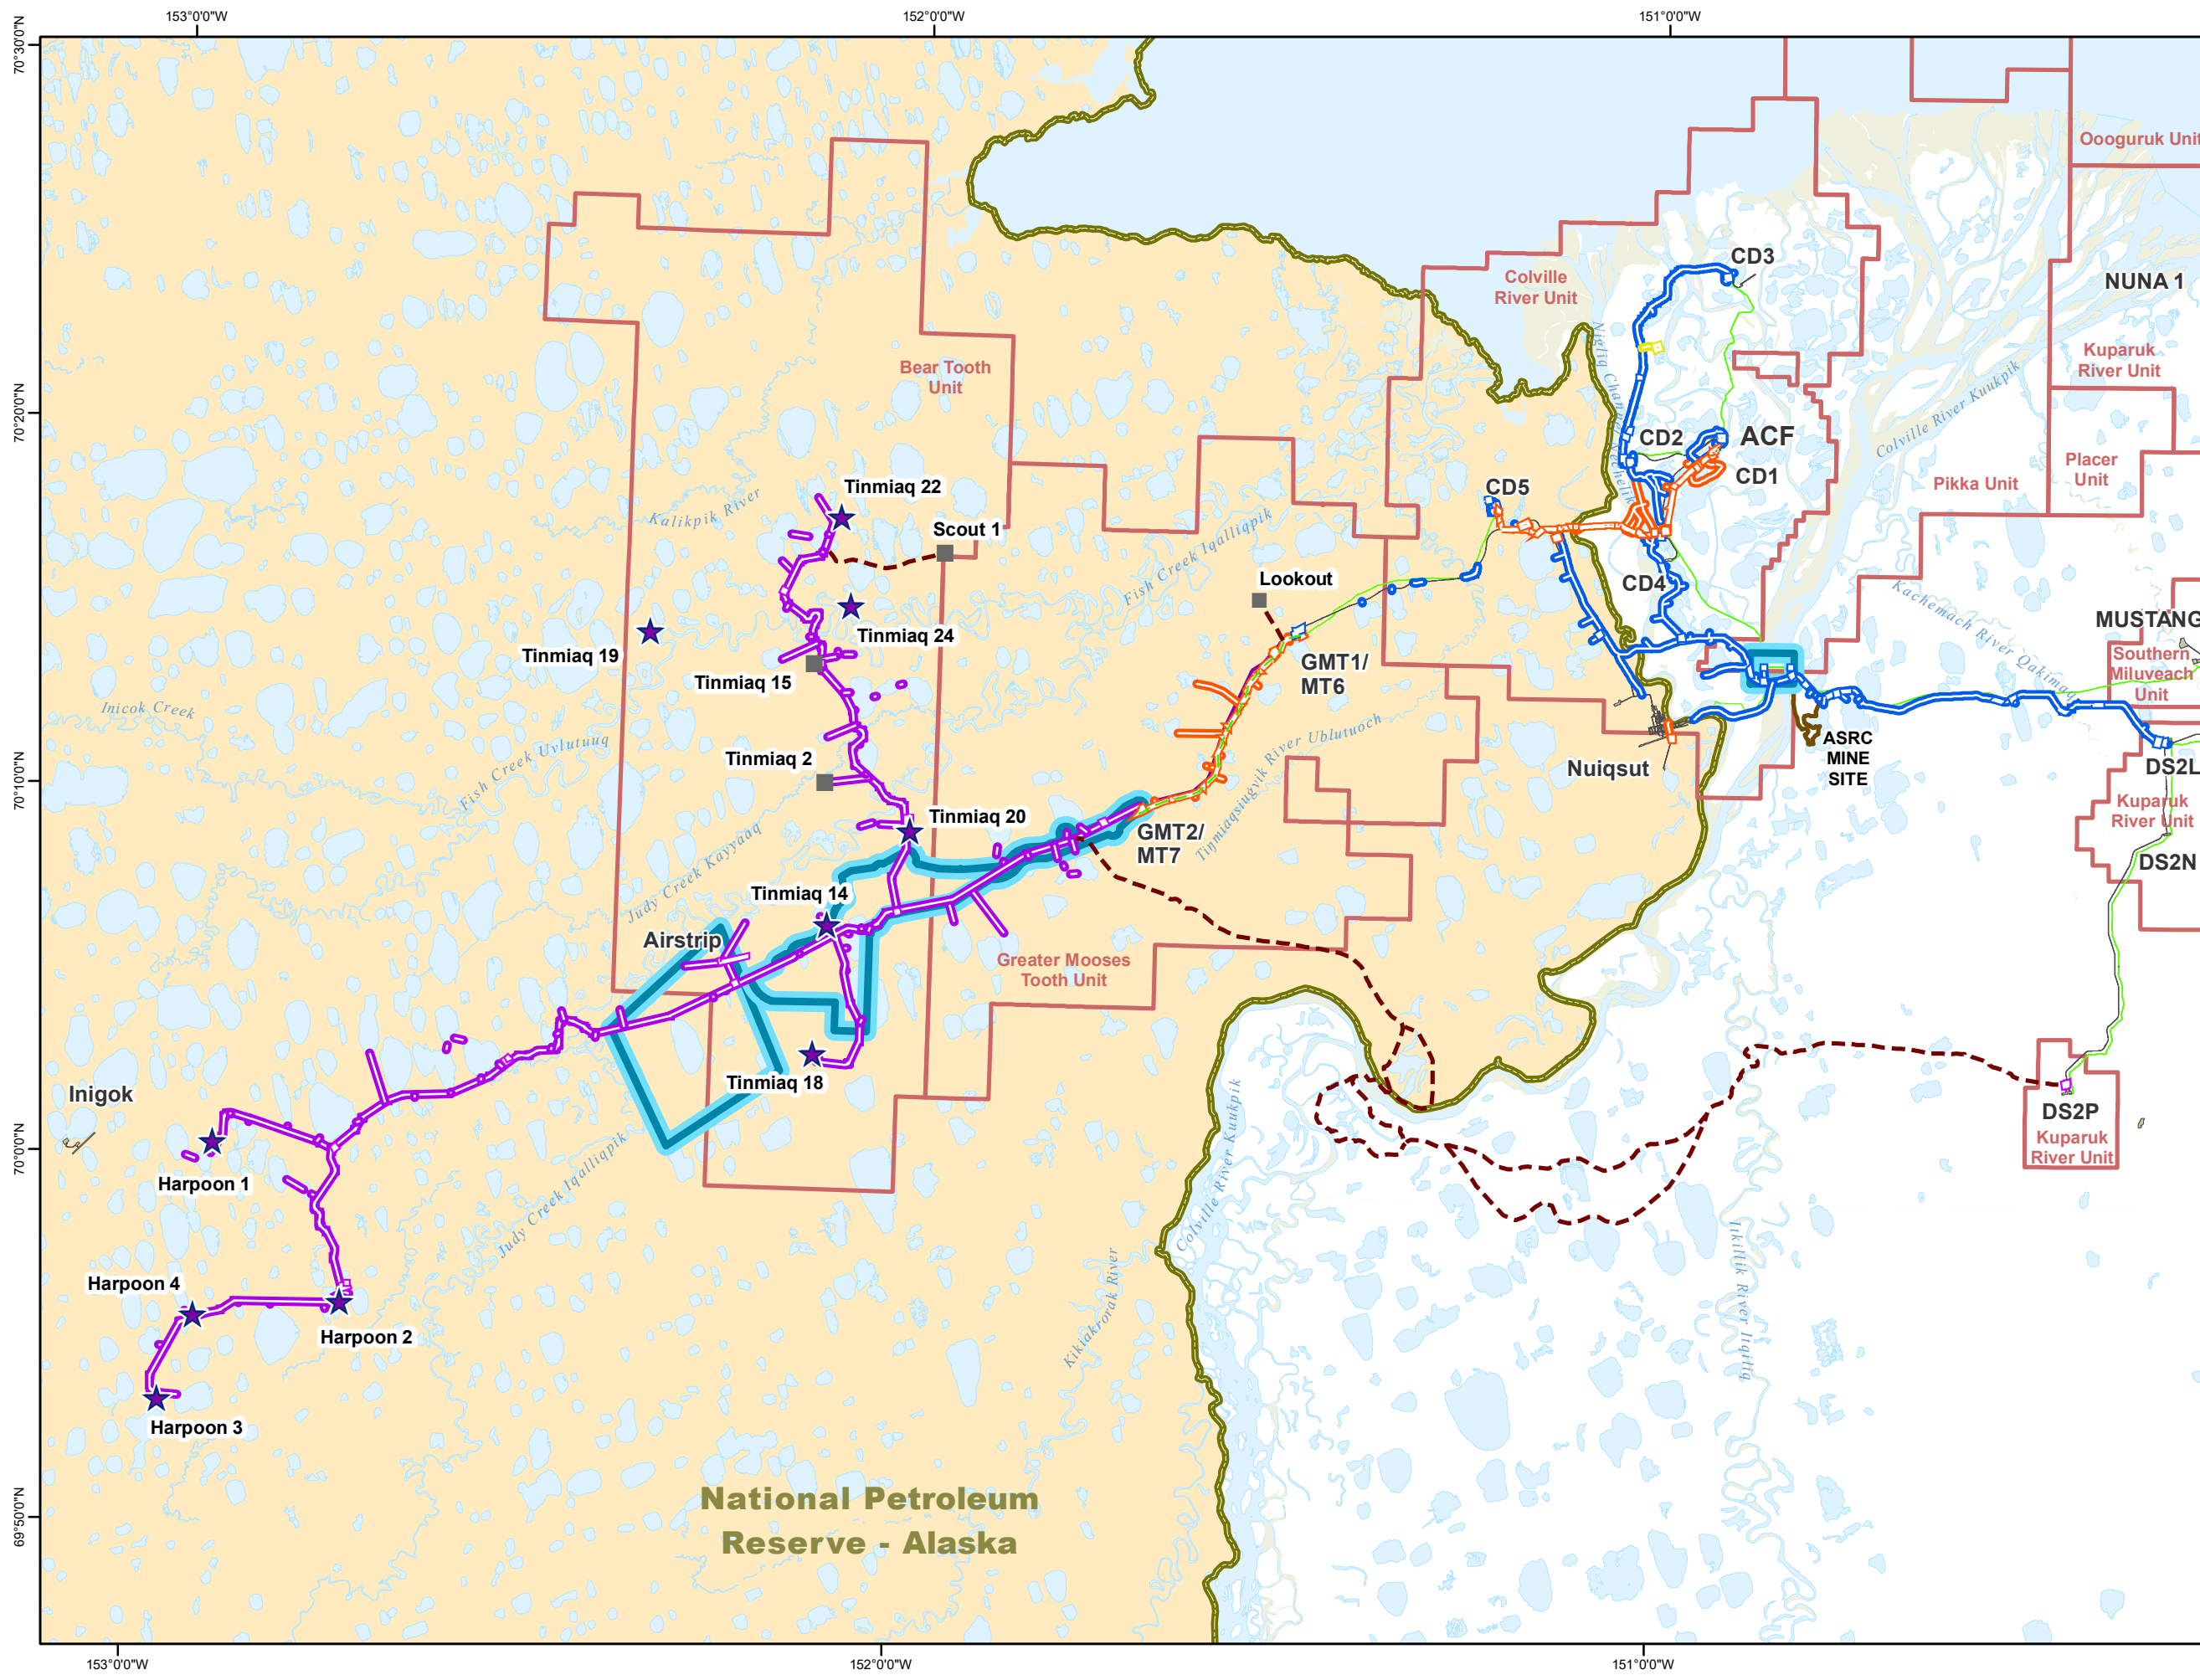 153°0'0"W
152°0'0"W
151°0'0"W
70°30'0"N
Oooguruk Unit
CD3
Colville
River Unit
NUNA 1
Kuparuk
River Unit
Bear Tooth
Unit
Colville River Kuukpik
70°20'0"N
CD2
ACF
CD1
Placer
Unit
Pikka Unit
Tinmiaq 22
CD5
Kalikpik River
Scout 1
Fish Creek Iqalliqpik
Lookout
CD4
Kachemach River Qakimaq
MUSTANG
Tinmiaq 24
Tinmiaq 19
GMT1/
MT6
Southern
Miluveach
Unit
Tinmiaq 15
Inicok Creek
Fish Creek Uvlutuuq
Tinmiaqsiugvik River Ublutuoch
ASRC
MINE
SITE
Tinmiaq 2
Nuiqsut
DS2L
70°10'0"N
Tinmiaq 20
GMT2/
MT7
Kuparuk
River Unit
DS2N
Judy Creek Kayyaaq
Tinmiaq 14
Airstrip
Greater Mooses
Tooth Unit
Tinmiaq 18
Inigok
DS2P
Kuparuk
River Unit
70°0'0"N
Judy Creek Iqalliqpik
Colville River Kuukpik
Harpoon 1
Itkillik River Itqiliq
Harpoon 4
Kikiakrorak River
Harpoon 2
Harpoon 3
National Petroleum
Reserve - Alaska
69°50'0"N
153°0'0"W
152°0'0"W
151°0'0"W